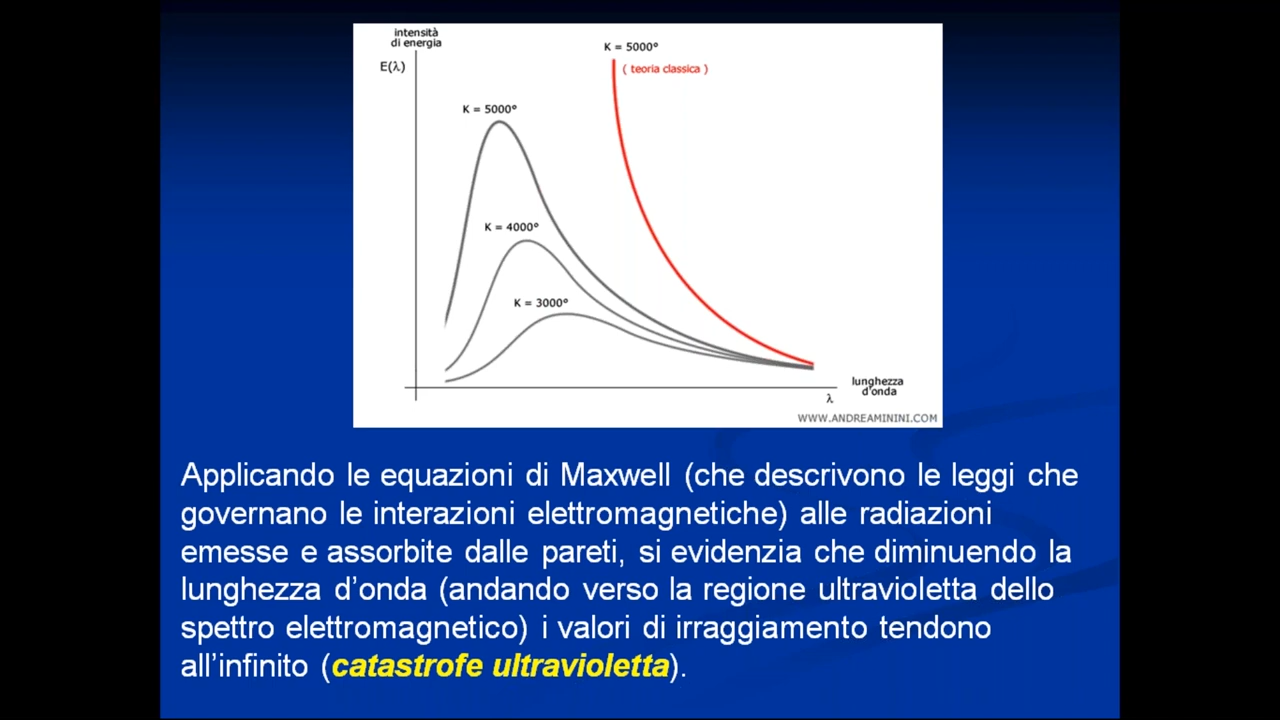 intensità
di energia
E(λ)
K = 5000°
( teoria classica )
K = 5000°
K = 4000°
K = 3000°
lunghezza
d'onda
λ
WWW.ANDREAMININI.COM
Applicando le equazioni di Maxwell (che descrivono le leggi che
governano le interazioni elettromagnetiche) alle radiazioni
emesse e assorbite dalle pareti, si evidenzia che diminuendo la
lunghezza d’onda (andando verso la regione ultravioletta dello
spettro elettromagnetico) i valori di irraggiamento tendono
all’infinito (catastrofe ultravioletta).